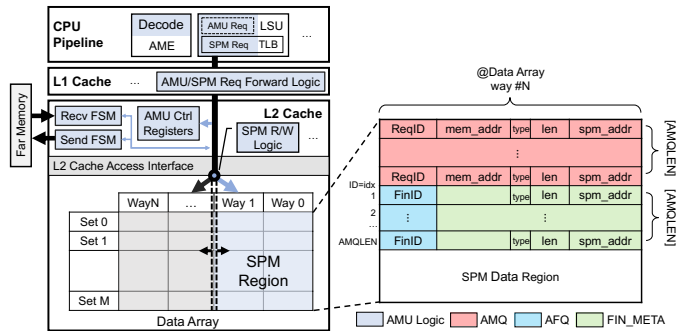 CPU
Pipeline
Decode
AME
AMU Req
LSU
SPM Req
TLB
...
L1 Cache
...
AMU/SPM Req Forward Logic
Far Memory
Recv FSM
Send FSM
AMU Ctrl
Registers
L2 Cache
SPM R/W
Logic
...
L2 Cache Access Interface
WayN
...
Way 1
Way 0
Set 0
Set 1
Set M
SPM
Region
Data Array
@Data Array
way #N
ReqID mem_addr type len spm_addr
⋮
ReqID mem_addr type len spm_addr
[AMQLEN]
ID=idx
1
FinID type len spm_addr
2
...
⋮ ⋮
AMQLEN
FinID type len spm_addr
[AMQLEN]
SPM Data Region
AMU Logic
AMQ
AFQ
FIN_META